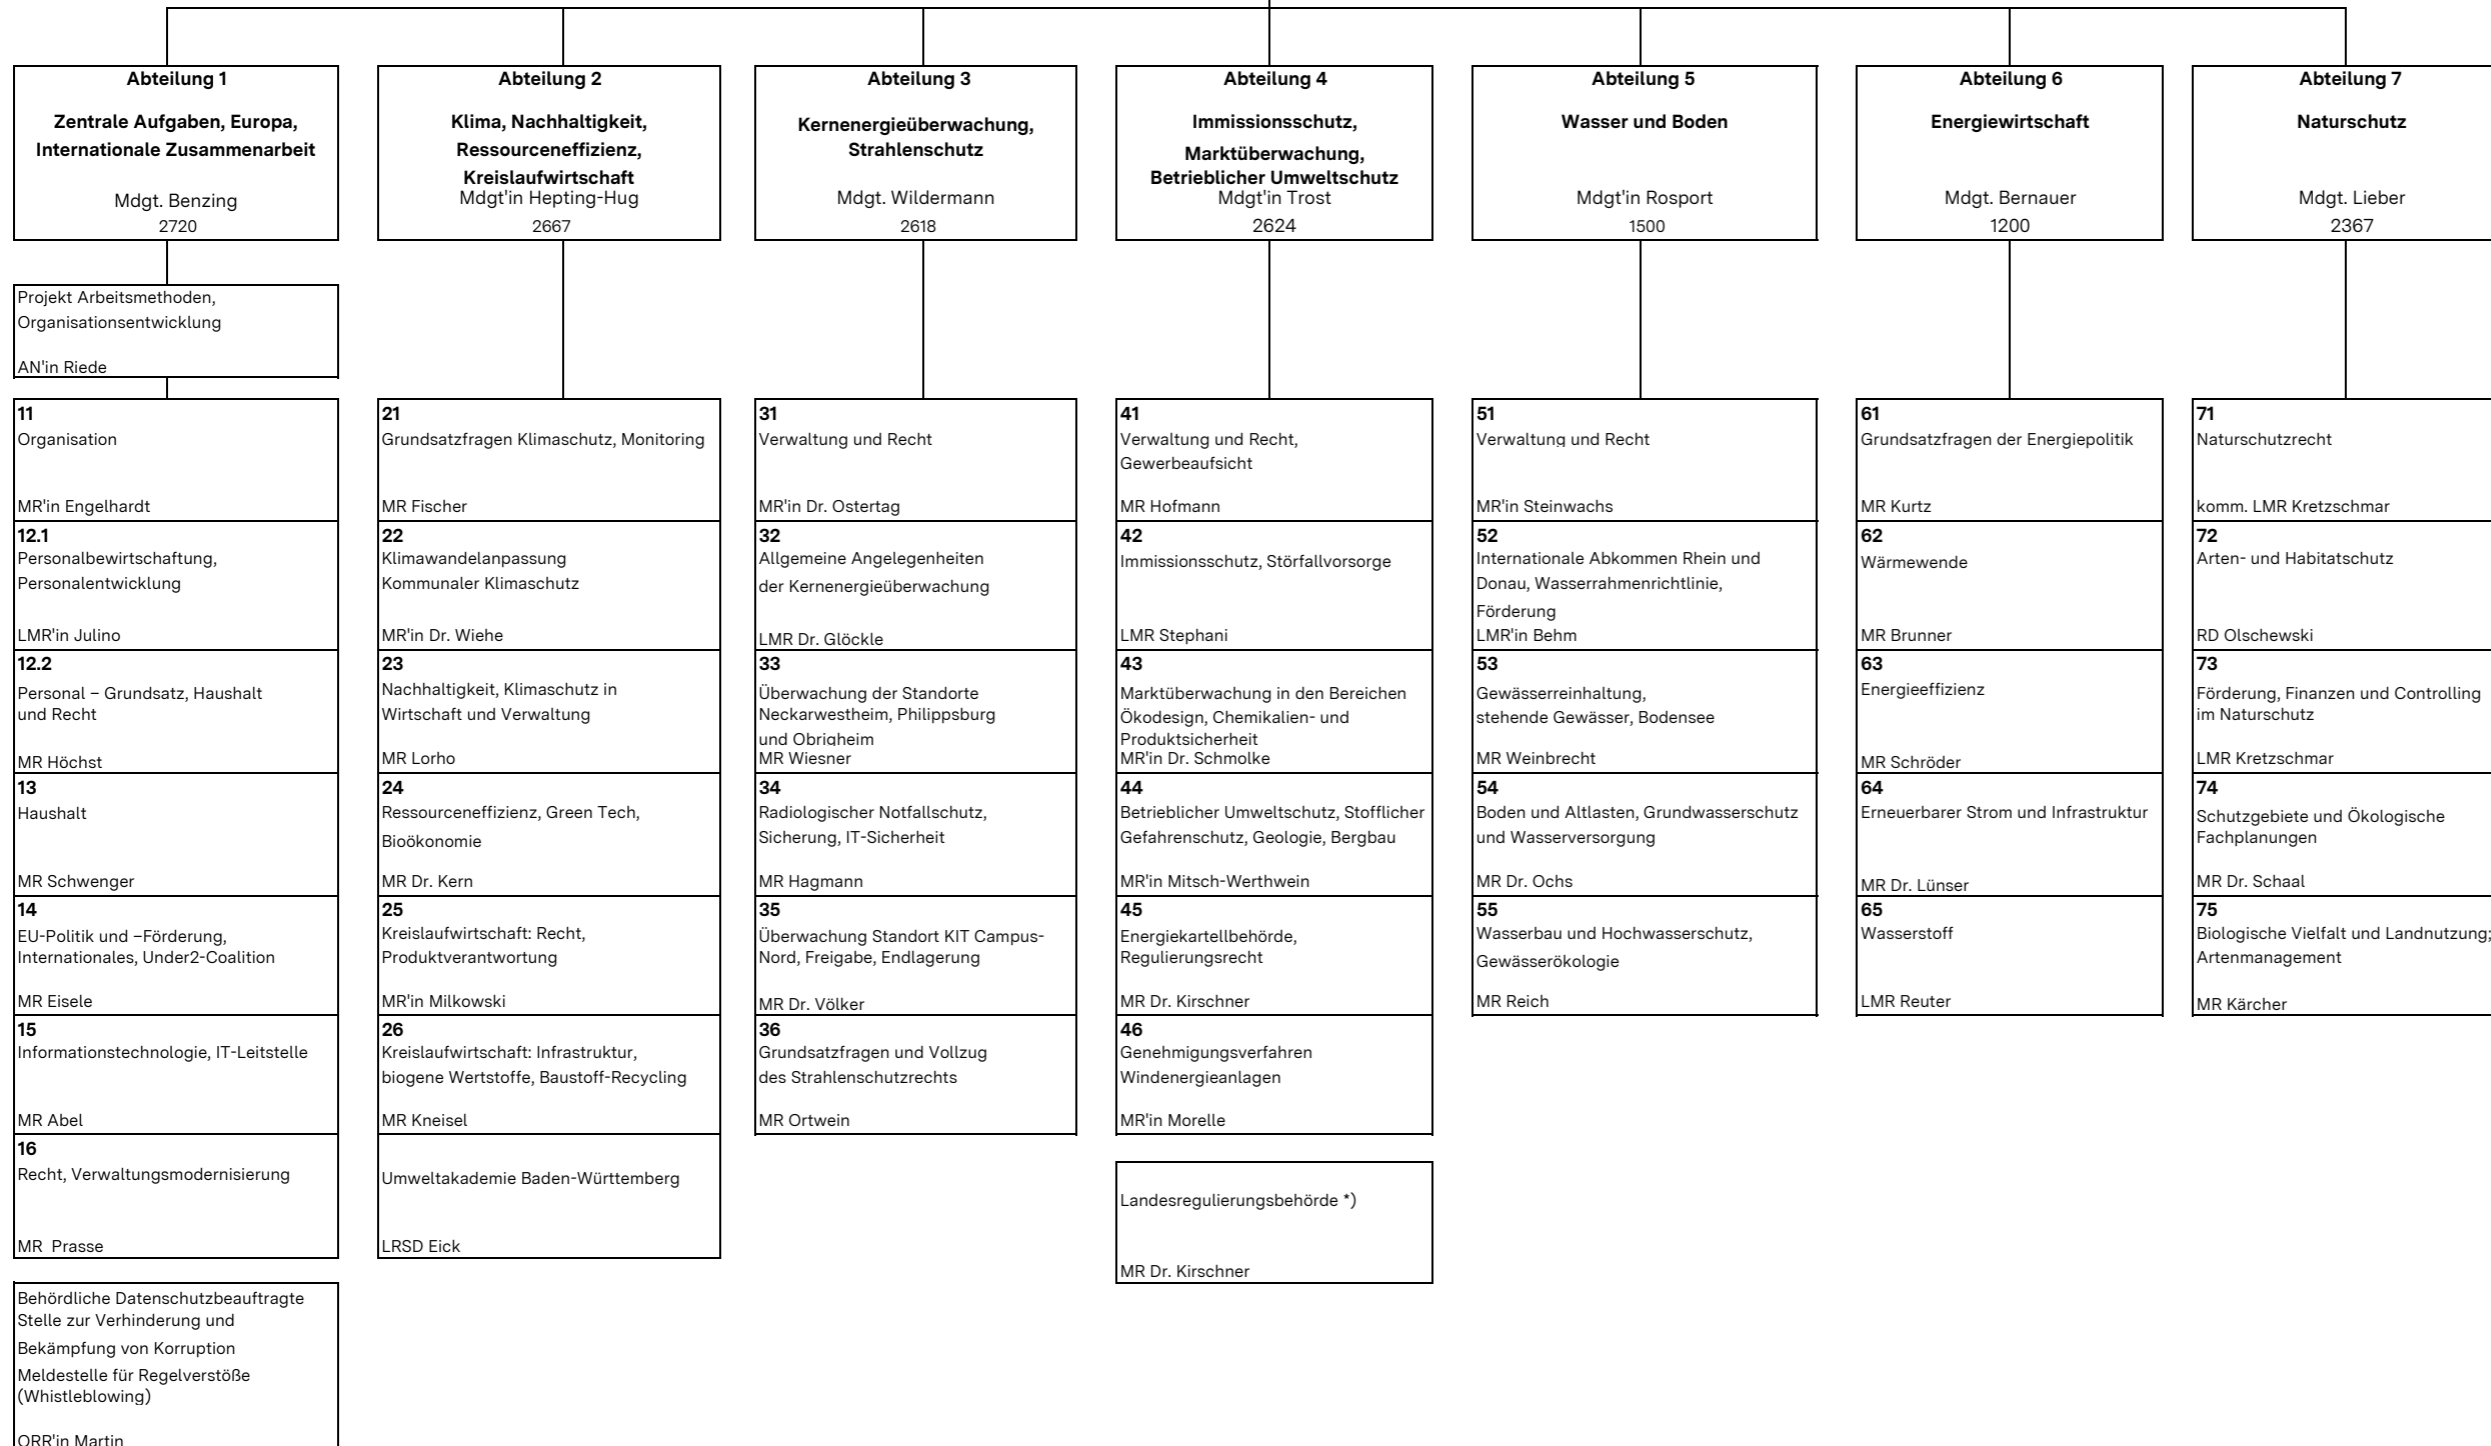 Abteilung 1
Zentrale Aufgaben, Europa,
Internationale Zusammenarbeit
Mdgt. Benzing
2720
Projekt Arbeitsmethoden,
Organisationsentwicklung
AN'in Riede
11
Organisation
MR'in Engelhardt
12.1
Personalbewirtschaftung,
Personalentwicklung
LMR'in Julino
12.2
Personal – Grundsatz, Haushalt
und Recht
MR Höchst
13
Haushalt
MR Schwenger
14
EU-Politik und –Förderung,
Internationales, Under2-Coalition
MR Eisele
15
Informationstechnologie, IT-Leitstelle
MR Abel
16
Recht, Verwaltungsmodernisierung
MR  Prasse
Behördliche Datenschutzbeauftragte
Stelle zur Verhinderung und
Bekämpfung von Korruption
Meldestelle für Regelverstöße
(Whistleblowing)
ORR'in Martin
Abteilung 2
Klima, Nachhaltigkeit,
Ressourceneffizienz,
Kreislaufwirtschaft
Mdgt'in Hepting-Hug
2667
21
Grundsatzfragen Klimaschutz, Monitoring
MR Fischer
22
Klimawandelanpassung
Kommunaler Klimaschutz
MR'in Dr. Wiehe
23
Nachhaltigkeit, Klimaschutz in
Wirtschaft und Verwaltung
MR Lorho
24
Ressourceneffizienz, Green Tech,
Bioökonomie
MR Dr. Kern
25
Kreislaufwirtschaft: Recht,
Produktverantwortung
MR'in Milkowski
26
Kreislaufwirtschaft: Infrastruktur,
biogene Wertstoffe, Baustoff-Recycling
MR Kneisel
Umweltakademie Baden-Württemberg
LRSD Eick
Abteilung 3
Kernenergieüberwachung,
Strahlenschutz
Mdgt. Wildermann
2618
31
Verwaltung und Recht
MR'in Dr. Ostertag
32
Allgemeine Angelegenheiten
der Kernenergieüberwachung
LMR Dr. Glöckle
33
Überwachung der Standorte
Neckarwestheim, Philippsburg
und Obrigheim
MR Wiesner
34
Radiologischer Notfallschutz,
Sicherung, IT-Sicherheit
MR Hagmann
35
Überwachung Standort KIT Campus-
Nord, Freigabe, Endlagerung
MR Dr. Völker
36
Grundsatzfragen und Vollzug
des Strahlenschutzrechts
MR Ortwein
Abteilung 4
Immissionsschutz,
Marktüberwachung,
Betrieblicher Umweltschutz
Mdgt'in Trost
2624
41
Verwaltung und Recht,
Gewerbeaufsicht
MR Hofmann
42
Immissionsschutz, Störfallvorsorge
LMR Stephani
43
Marktüberwachung in den Bereichen
Ökodesign, Chemikalien- und
Produktsicherheit
MR'in Dr. Schmolke
44
Betrieblicher Umweltschutz, Stofflicher
Gefahrenschutz, Geologie, Bergbau
MR'in Mitsch-Werthwein
45
Energiekartellbehörde,
Regulierungsrecht
MR Dr. Kirschner
46
Genehmigungsverfahren
Windenergieanlagen
MR'in Morelle
Landesregulierungsbehörde *)
MR Dr. Kirschner
Abteilung 5
Wasser und Boden
Mdgt'in Rosport
1500
51
Verwaltung und Recht
MR'in Steinwachs
52
Internationale Abkommen Rhein und
Donau, Wasserrahmenrichtlinie,
Förderung
LMR'in Behm
53
Gewässerreinhaltung,
stehende Gewässer, Bodensee
MR Weinbrecht
54
Boden und Altlasten, Grundwasserschutz
und Wasserversorgung
MR Dr. Ochs
55
Wasserbau und Hochwasserschutz,
Gewässerökologie
MR Reich
Abteilung 6
Energiewirtschaft
Mdgt. Bernauer
1200
61
Grundsatzfragen der Energiepolitik
MR Kurtz
62
Wärmewende
MR Brunner
63
Energieeffizienz
MR Schröder
64
Erneuerbarer Strom und Infrastruktur
MR Dr. Lünser
65
Wasserstoff
LMR Reuter
Abteilung 7
Naturschutz
Mdgt. Lieber
2367
71
Naturschutzrecht
komm. LMR Kretzschmar
72
Arten- und Habitatschutz
RD Olschewski
73
Förderung, Finanzen und Controlling
im Naturschutz
LMR Kretzschmar
74
Schutzgebiete und Ökologische
Fachplanungen
MR Dr. Schaal
75
Biologische Vielfalt und Landnutzung;
Artenmanagement
MR Kärcher